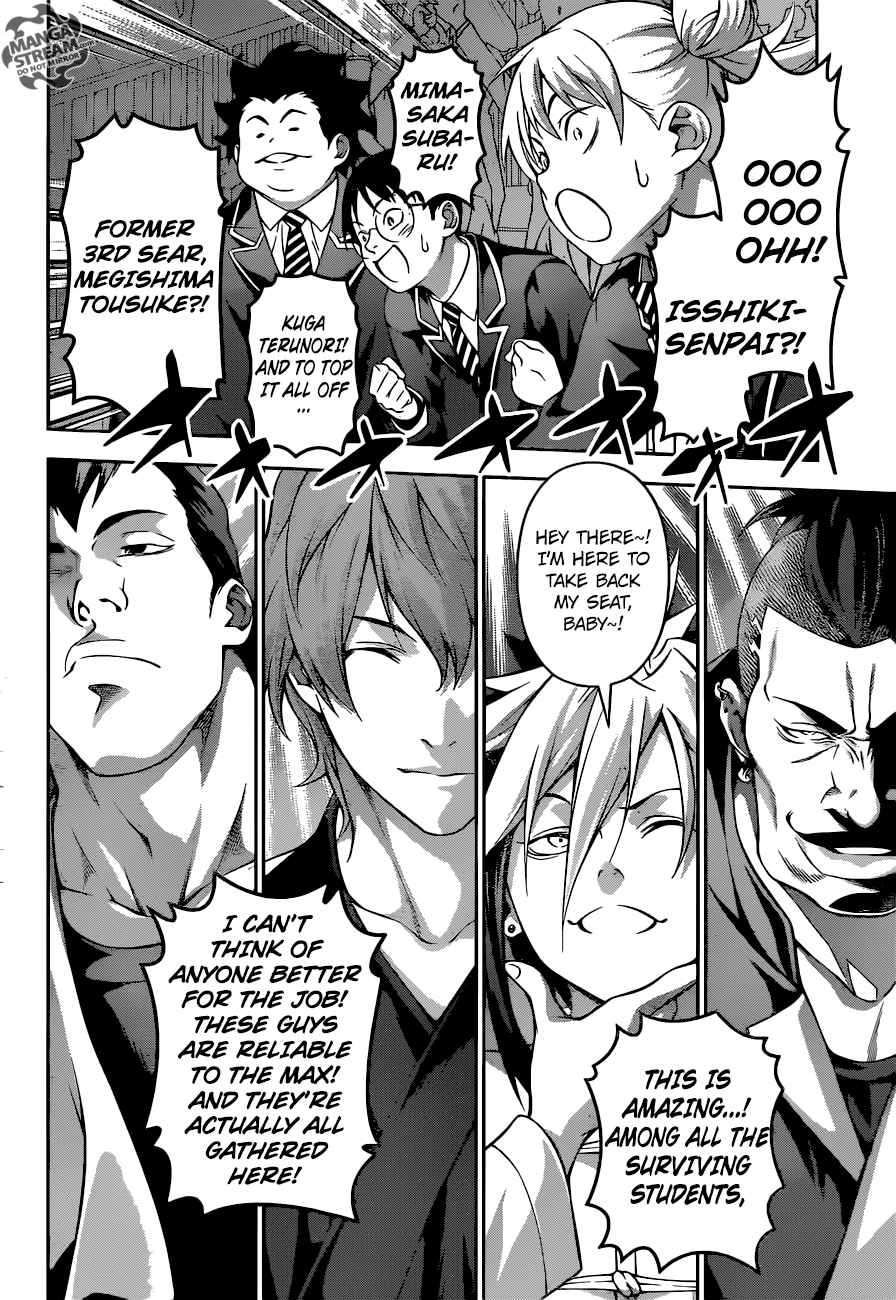 MANGA
STREAM.com
DO NOT MIRROR
OOO
OOO
OHH!
ISSHIKI-
SENPAI?!
MIMA-
SAKA
SUBA-
RU!
KUGA
TERUNORI!
AND TO TOP
IT ALL OFF
...
FORMER
3RD SEAR,
MEGISHIMA
TOUSUKE?!
HEY THERE~!
I'M HERE TO
TAKE BACK
MY SEAT,
BABY~!
THIS IS
AMAZING...!
AMONG ALL THE
SURVIVING
STUDENTS,
I CAN'T
THINK OF
ANYONE BETTER
FOR THE JOB!
THESE GUYS
ARE RELIABLE
TO THE MAX!
AND THEY'RE
ACTUALLY ALL
GATHERED
HERE!